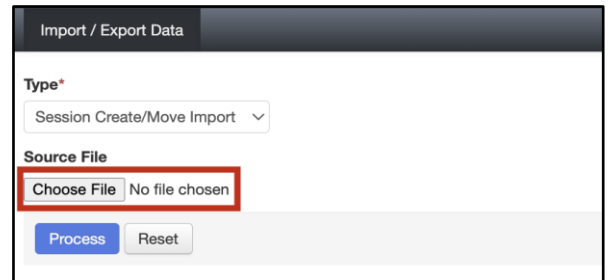 Import / Export Data
Type*
Session Create/Move Import
Source File
Choose File No file chosen
Process Reset